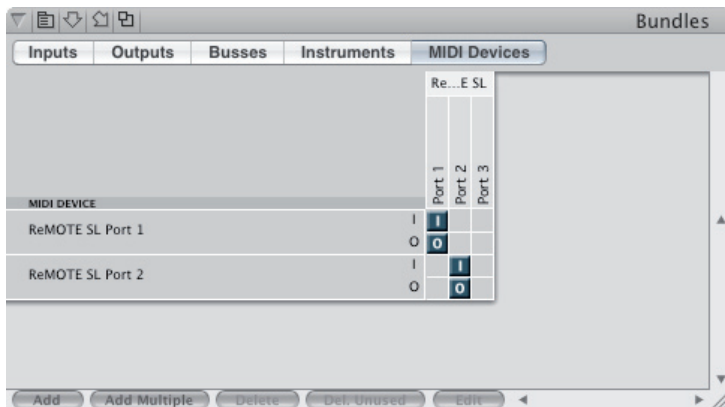 Bundles
Inputs Outputs Busses Instruments MIDI Devices
Re...E SL
Port 1 Port 2 Port 3
MIDI DEVICE
ReMOTE SL Port 1
I I
O O
ReMOTE SL Port 2
I I
O O
Add Add Multiple Delete Del. Unused Edit